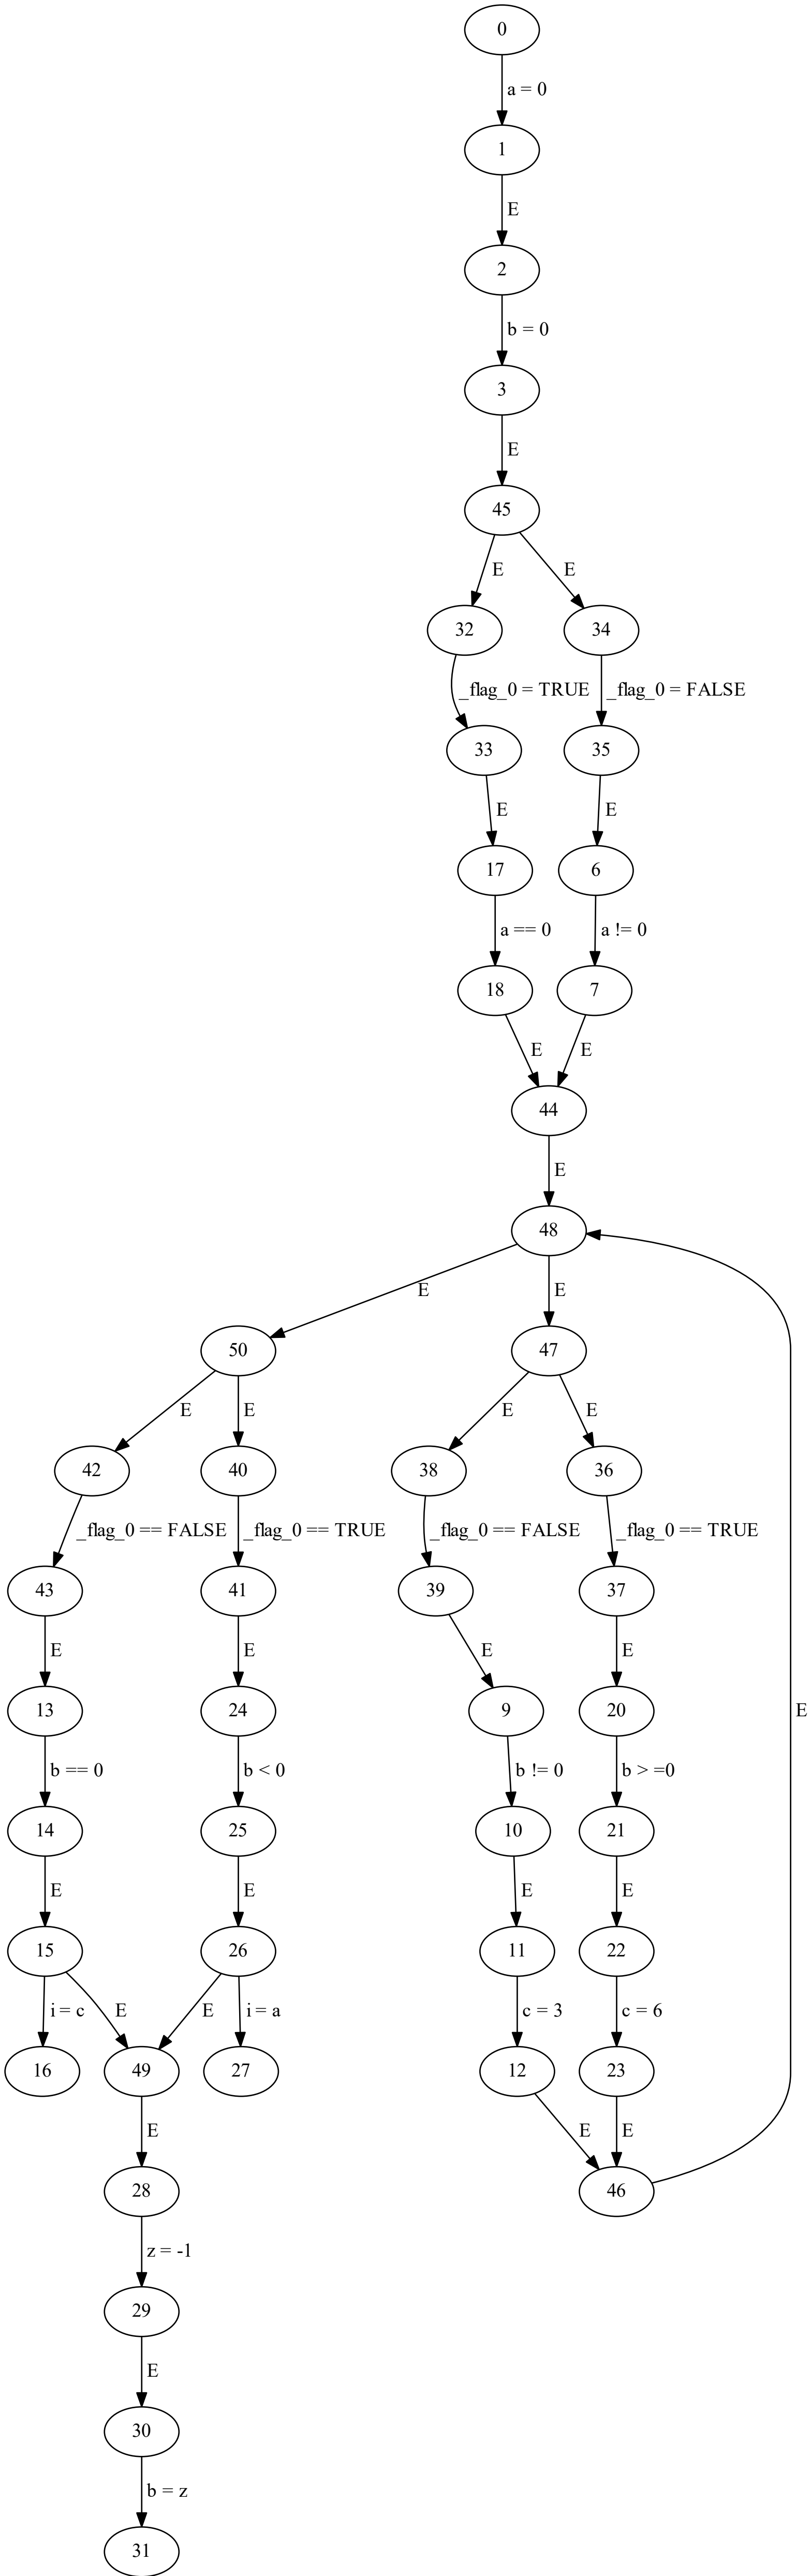 0
a = 0
1
E
2
b = 0
3
E
45
E E
32 34
_flag_0 = TRUE _flag_0 = FALSE
33 35
E E
17 6
a == 0 a != 0
18 7
E E
44
E
48
E E
50 47
E E E E
42 40 38 36
_flag_0 == FALSE _flag_0 == TRUE _flag_0 == FALSE _flag_0 == TRUE
43 41 39 37
E E E E
13 24 9 20
b == 0 b < 0 b != 0 b > =0
14 25 10 21
E E E E
15 26 11 22
i = c E E i = a c = 3 c = 6
16 49 27 12 23
E E E
28 46
z = -1
29
E
30
b = z
31
E